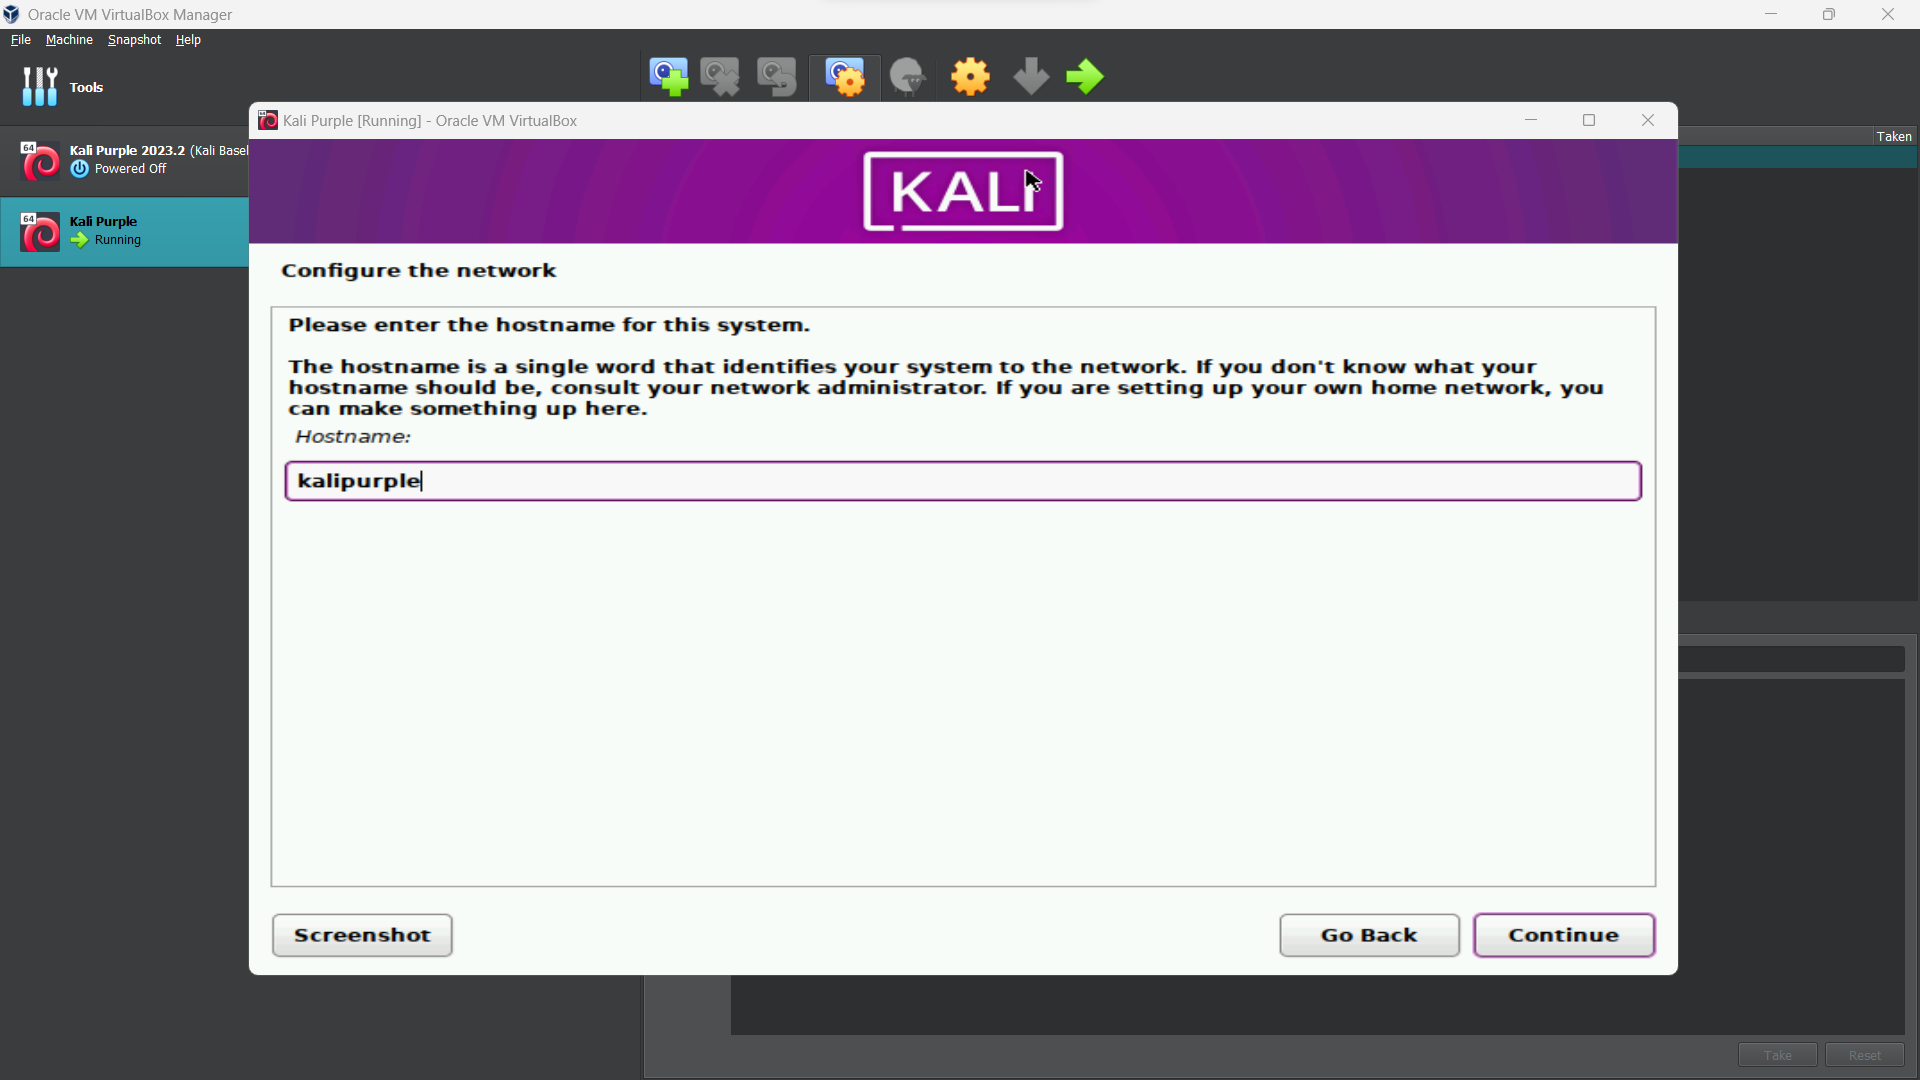 Oracle VM VirtualBox Manager
File Machine Snapshot Help
Tools
Taken
64
Kali Purple 2023.2 (Kali Basel
Powered Off
64
Kali Purple
Running
Kali Purple [Running] - Oracle VM VirtualBox
KALI
Configure the network
Please enter the hostname for this system.
The hostname is a single word that identifies your system to the network. If you don't know what your
hostname should be, consult your network administrator. If you are setting up your own home network, you
can make something up here.
Hostname:
kalipurple
Screenshot
Go Back
Continue
Take
Reset